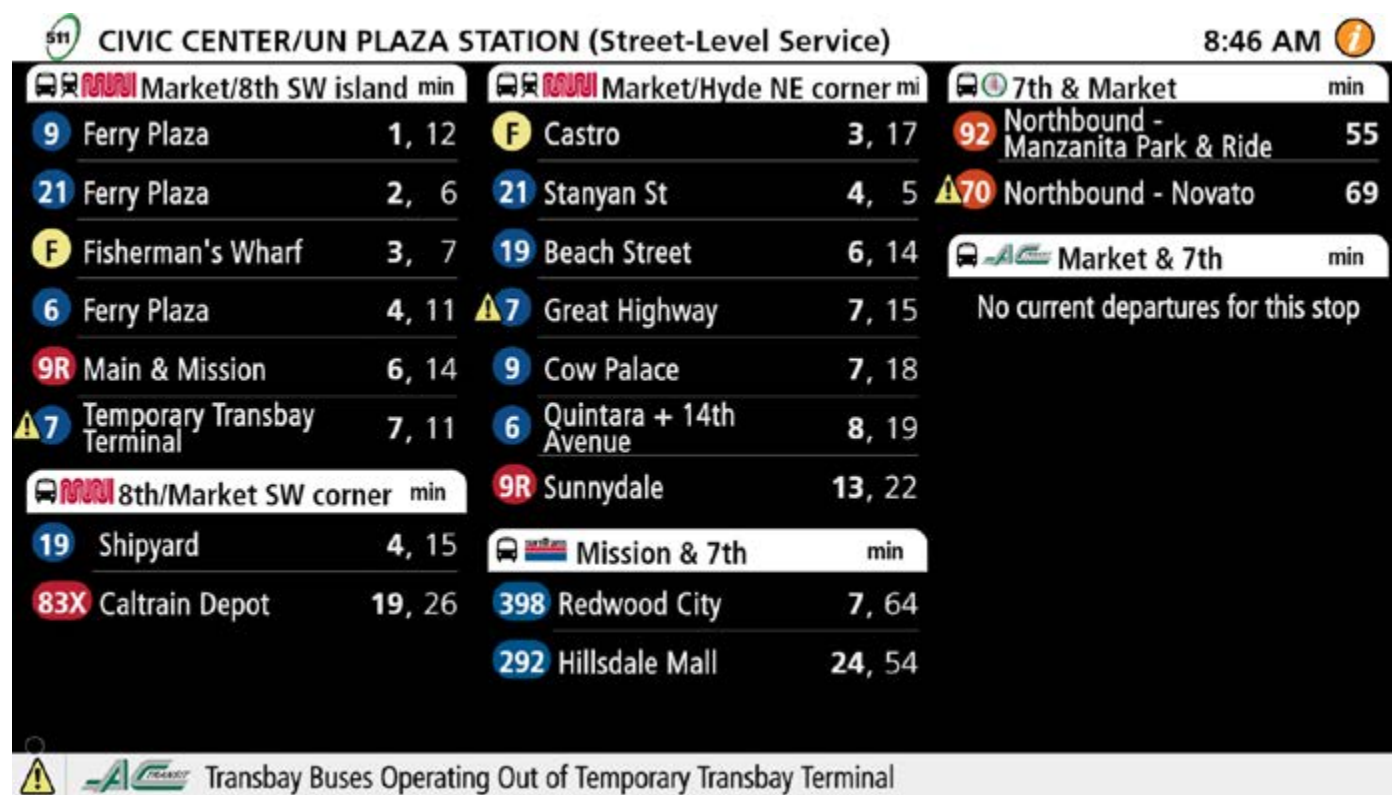 511 CIVIC CENTER/UN PLAZA STATION (Street-Level Service) 8:46 AM i
MUNI Market/8th SW island min
9 Ferry Plaza 1, 12
21 Ferry Plaza 2, 6
F Fisherman's Wharf 3, 7
6 Ferry Plaza 4, 11
9R Main & Mission 6, 14
7 Temporary Transbay
Terminal 7, 11
MUNI 8th/Market SW corner min
19 Shipyard 4, 15
83X Caltrain Depot 19, 26
MUNI Market/Hyde NE corner mi
F Castro 3, 17
21 Stanyan St 4, 5
19 Beach Street 6, 14
7 Great Highway 7, 15
9 Cow Palace 7, 18
6 Quintara + 14th
Avenue 8, 19
9R Sunnydale 13, 22
Mission & 7th min
398 Redwood City 7, 64
292 Hillsdale Mall 24, 54
7th & Market min
92 Northbound -
Manzanita Park & Ride 55
70 Northbound - Novato 69
AC Transit Market & 7th min
No current departures for this stop
AC TRANSIT Transbay Buses Operating Out of Temporary Transbay Terminal